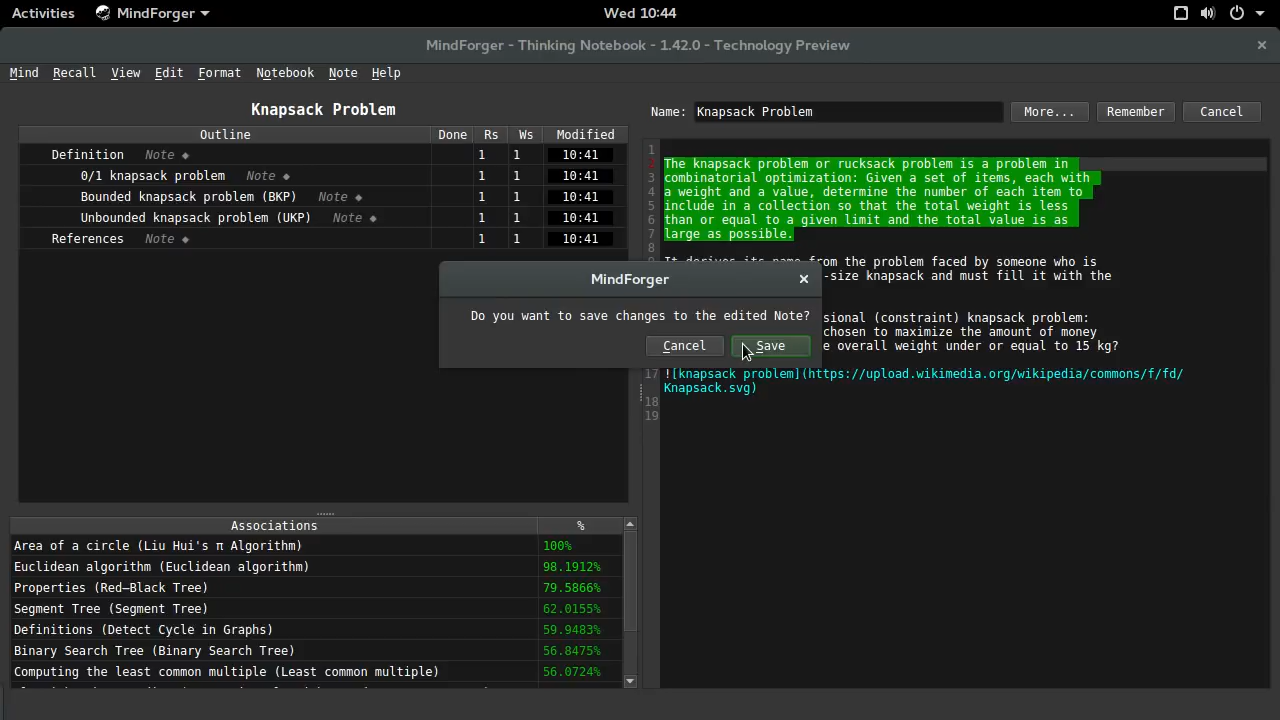 Activities MindForger Wed 10:44
MindForger - Thinking Notebook - 1.42.0 - Technology Preview
Mind Recall View Edit Format Notebook Note Help
Knapsack Problem
Outline Done Rs Ws Modified
Definition Note 1 1 10:41
0/1 knapsack problem Note 1 1 10:41
Bounded knapsack problem (BKP) Note 1 1 10:41
Unbounded knapsack problem (UKP) Note 1 1 10:41
References Note 1 1 10:41
Associations %
Area of a circle (Liu Hui's π Algorithm) 100%
Euclidean algorithm (Euclidean algorithm) 98.1912%
Properties (Red–Black Tree) 79.5866%
Segment Tree (Segment Tree) 62.0155%
Definitions (Detect Cycle in Graphs) 59.9483%
Binary Search Tree (Binary Search Tree) 56.8475%
Computing the least common multiple (Least common multiple) 56.0724%
Name: Knapsack Problem More... Remember Cancel
1
2 The knapsack problem or rucksack problem is a problem in
3 combinatorial optimization: Given a set of items, each with
4 a weight and a value, determine the number of each item to
5 include in a collection so that the total weight is less
6 than or equal to a given limit and the total value is as
7 large as possible.
8
It derives its name from the problem faced by someone who is
-size knapsack and must fill it with the
sional (constraint) knapsack problem:
chosen to maximize the amount of money
e overall weight under or equal to 15 kg?
17 ![knapsack problem](https://upload.wikimedia.org/wikipedia/commons/f/fd/
Knapsack.svg)
18
19
MindForger
Do you want to save changes to the edited Note?
Cancel Save